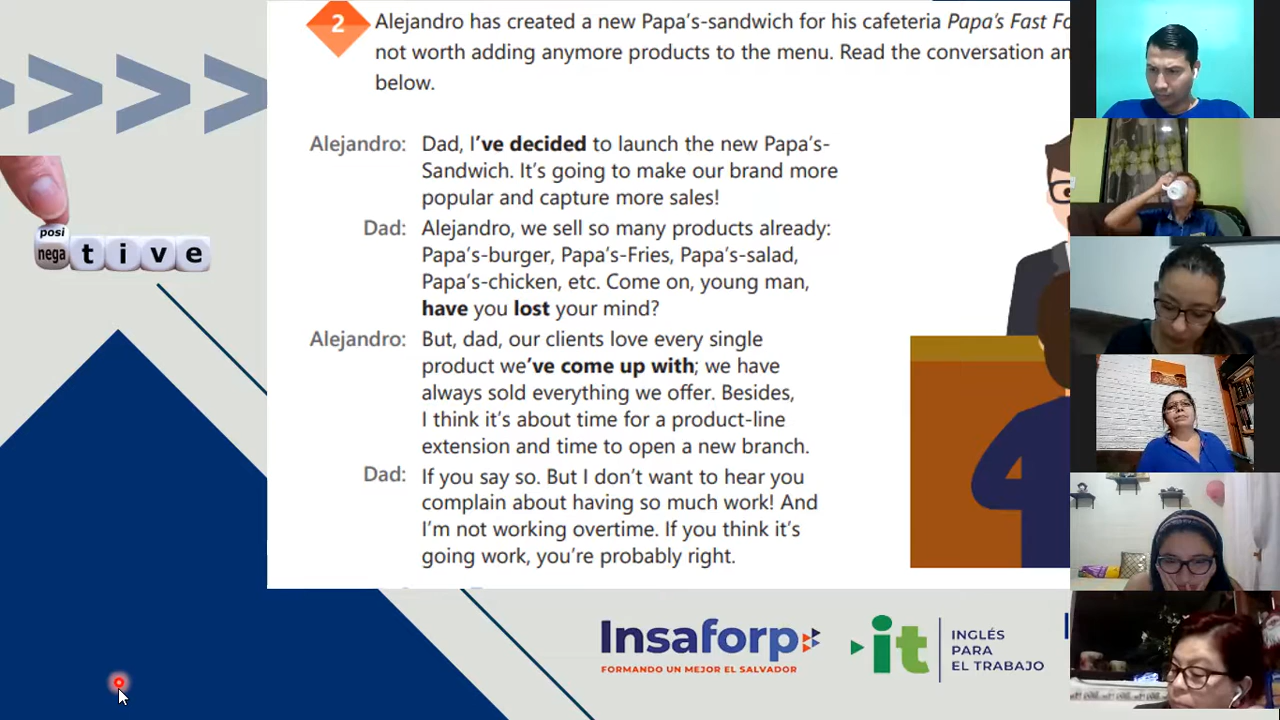 2
Alejandro has created a new Papa's-sandwich for his cafeteria Papa's Fast
not worth adding anymore products to the menu. Read the conversation
below.
Alejandro: Dad, I've decided to launch the new Papa's-
Sandwich. It's going to make our brand more
popular and capture more sales!
Dad: Alejandro, we sell so many products already:
Papa's-burger, Papa's-Fries, Papa's-salad,
Papa's-chicken, etc. Come on, young man,
have you lost your mind?
Alejandro: But, dad, our clients love every single
product we've come up with; we have
always sold everything we offer. Besides,
I think it's about time for a product-line
extension and time to open a new branch.
Dad: If you say so. But I don't want to hear you
complain about having so much work! And
I'm not working overtime. If you think it's
going work, you're probably right.
posi
nega t i v e
Insaforp
FORMANDO UN MEJOR EL SALVADOR
it
INGLÉS
PARA
EL TRABAJO